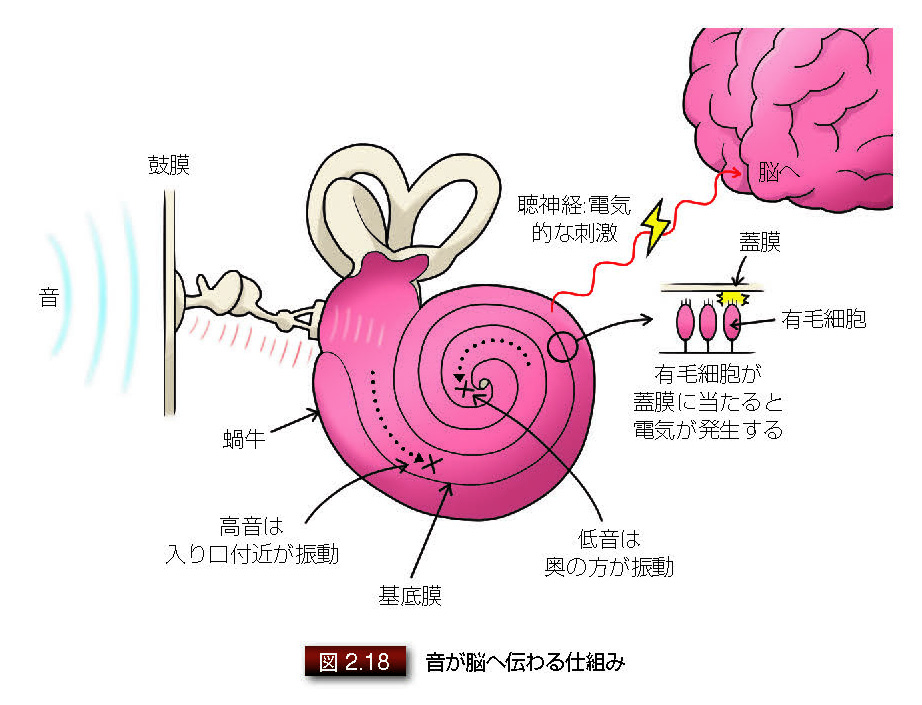 鼓膜
音
聴神経:電気
的な刺激
脳へ
蓋膜
有毛細胞
有毛細胞が
蓋膜に当たると
電気が発生する
蝸牛
高音は
入り口付近が振動
基底膜
低音は
奥の方が振動
図 2.18 音が脳へ伝わる仕組み